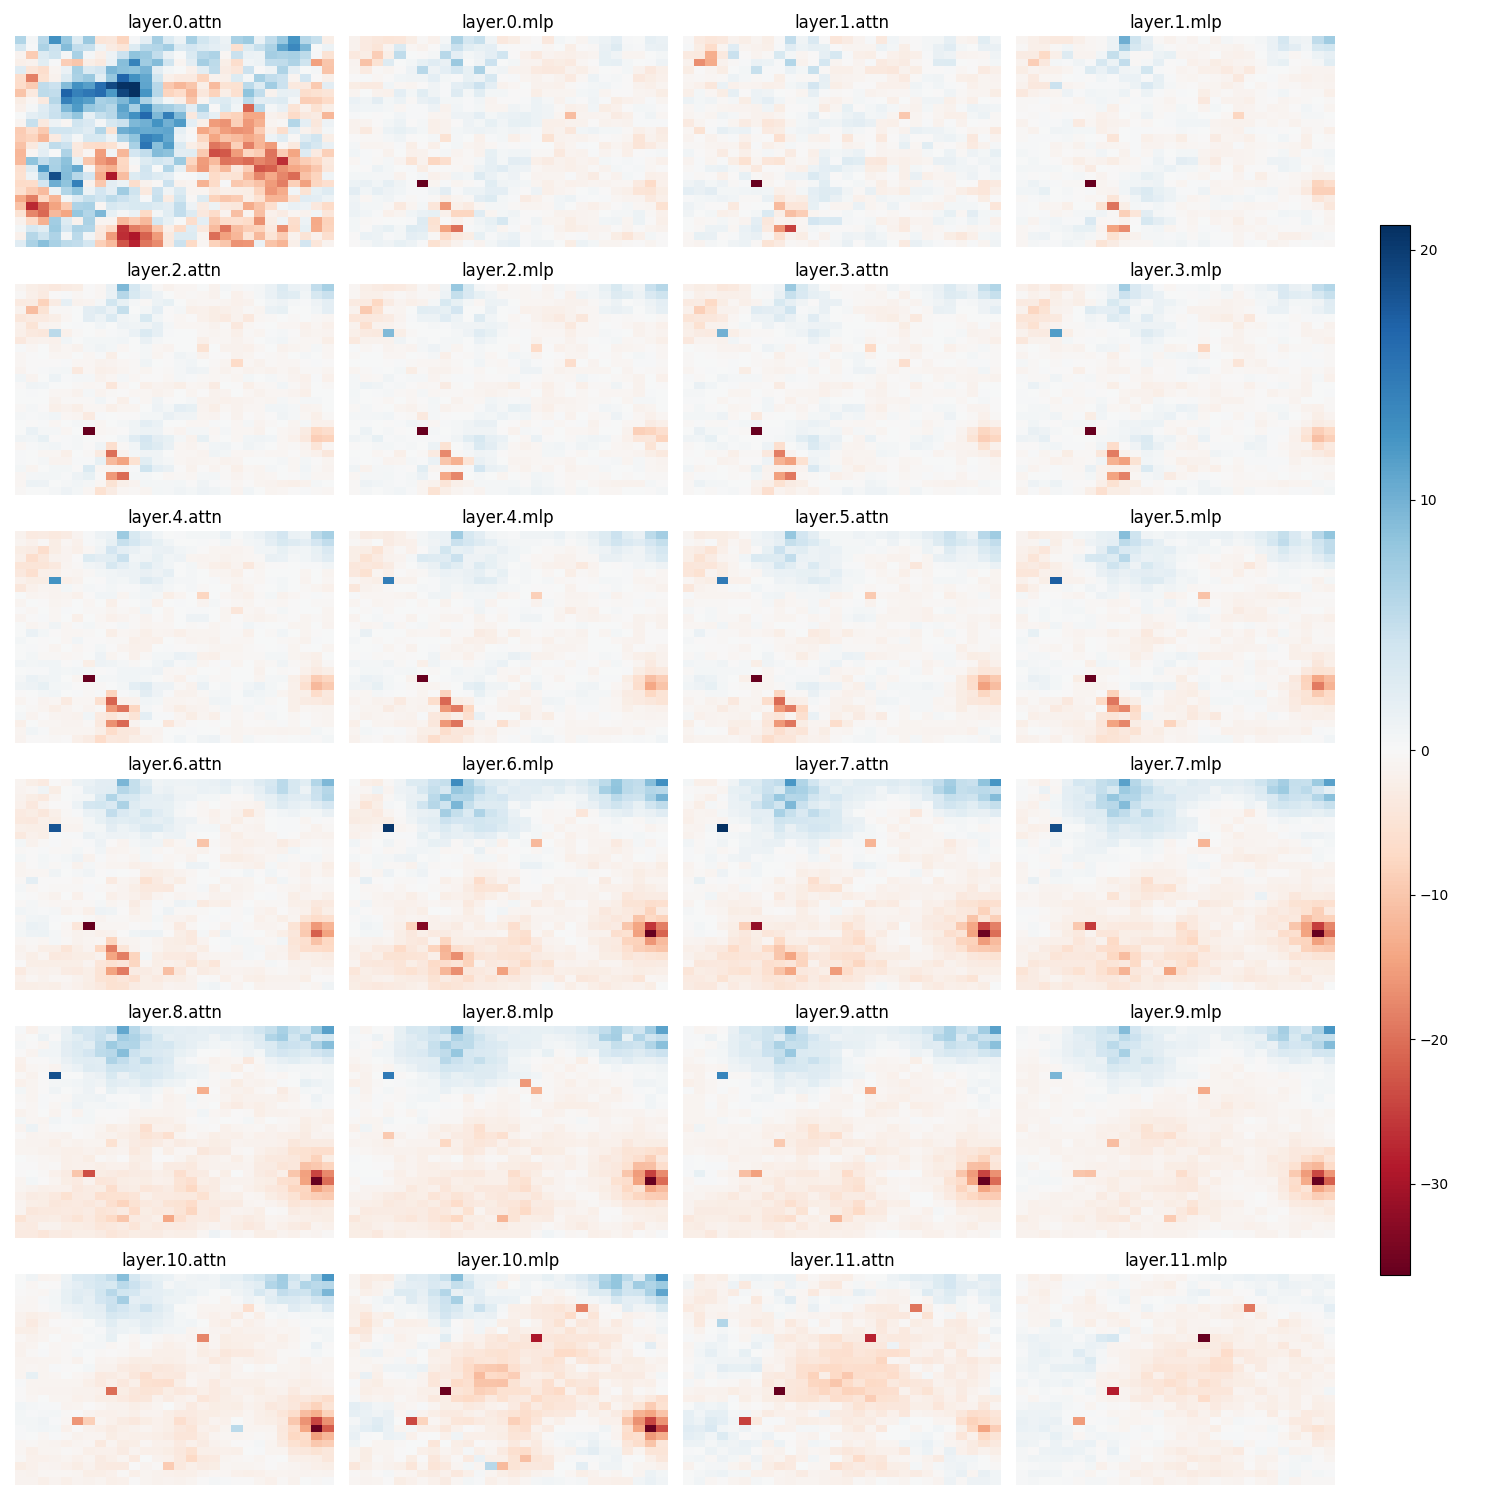 layer.0.attn layer.0.mlp layer.1.attn layer.1.mlp
layer.2.attn layer.2.mlp layer.3.attn layer.3.mlp
layer.4.attn layer.4.mlp layer.5.attn layer.5.mlp
layer.6.attn layer.6.mlp layer.7.attn layer.7.mlp
layer.8.attn layer.8.mlp layer.9.attn layer.9.mlp
layer.10.attn layer.10.mlp layer.11.attn layer.11.mlp
20
10
0
−10
−20
−30